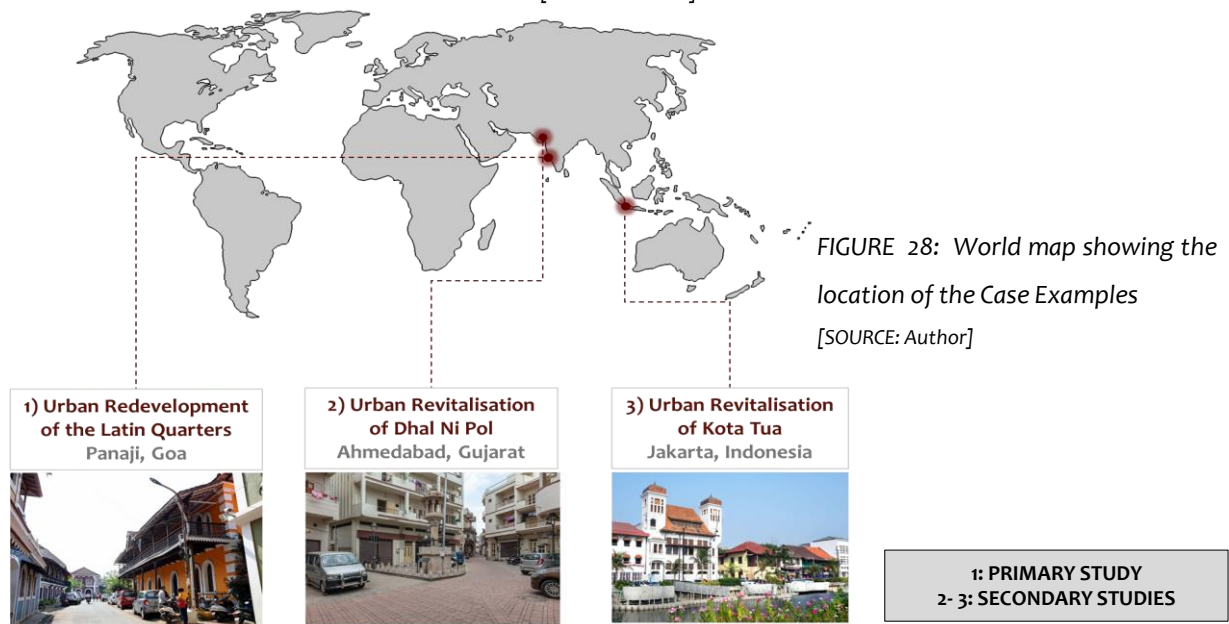 FIGURE 28: World map showing the
location of the Case Examples
[SOURCE: Author]
1) Urban Redevelopment
of the Latin Quarters
Panaji, Goa
2) Urban Revitalisation
of Dhal Ni Pol
Ahmedabad, Gujarat
3) Urban Revitalisation
of Kota Tua
Jakarta, Indonesia
1: PRIMARY STUDY
2- 3: SECONDARY STUDIES